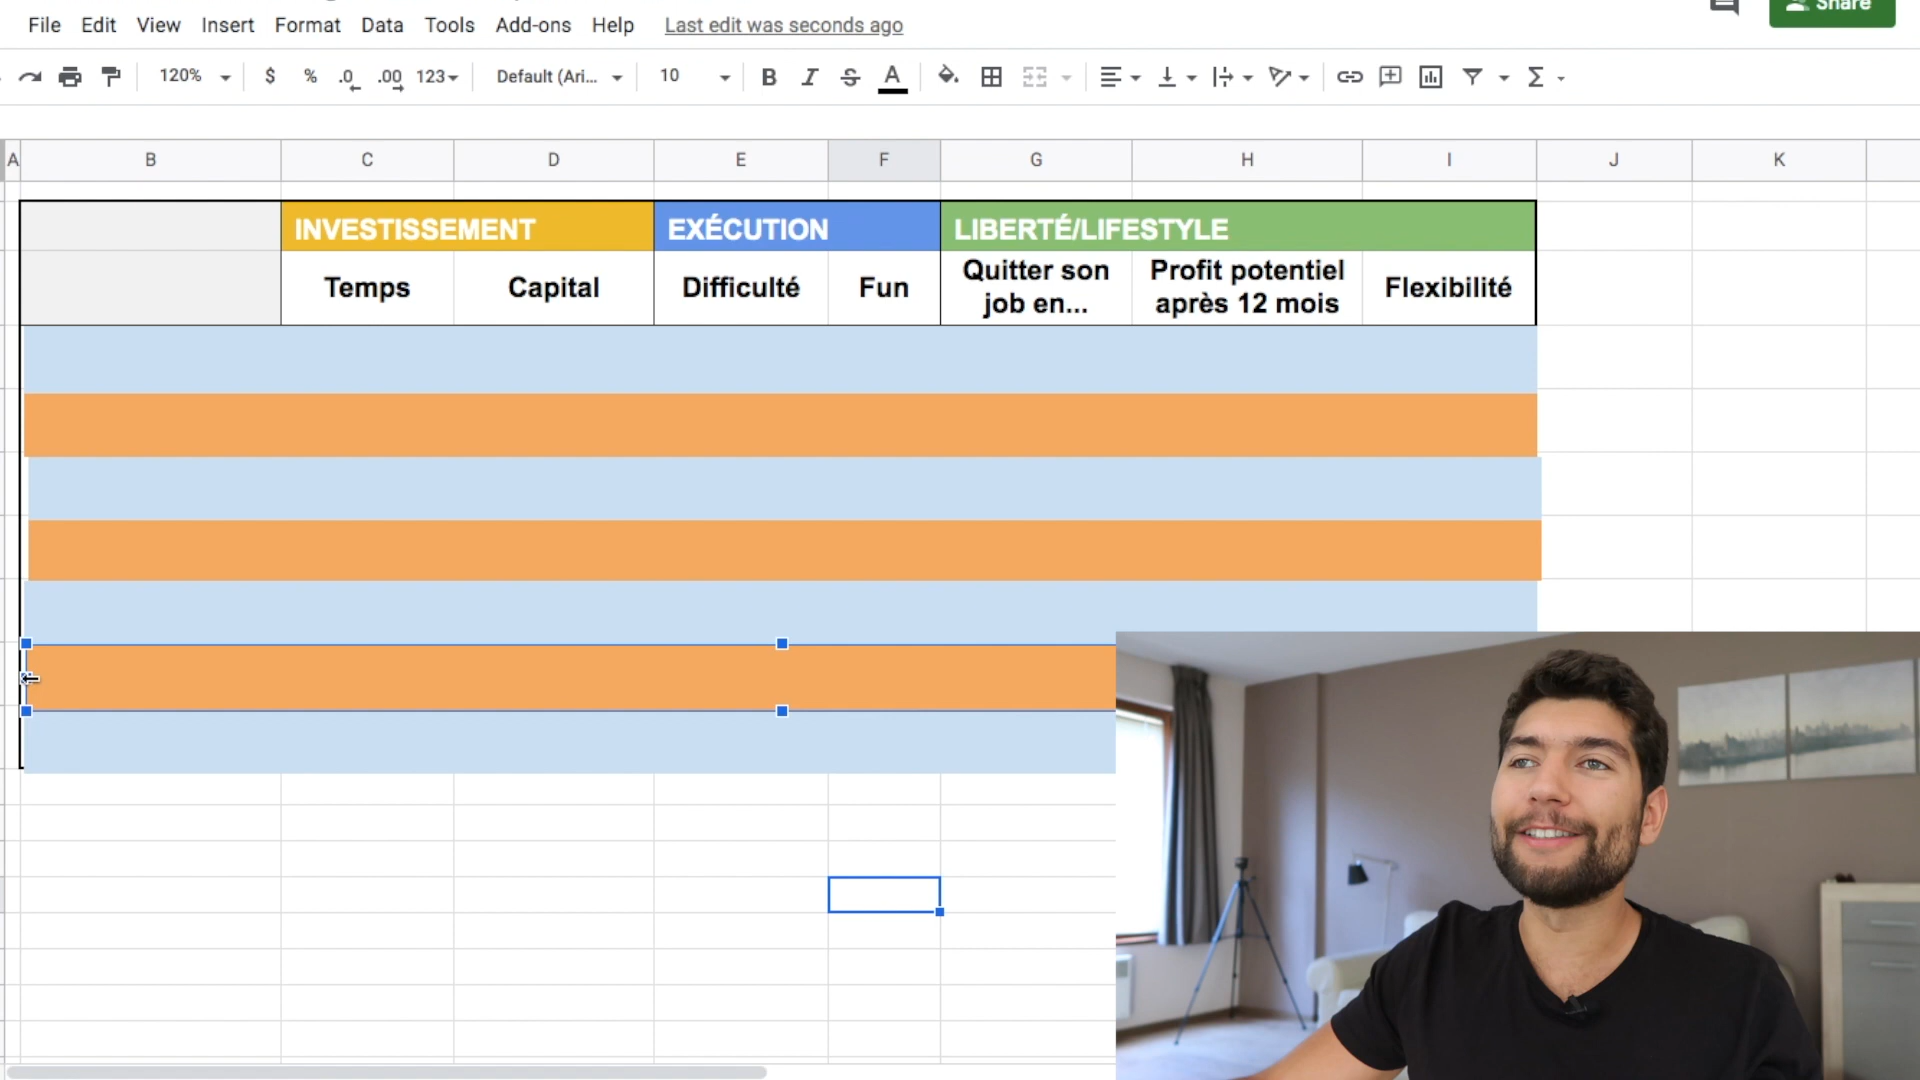 Share
File Edit View Insert Format Data Tools Add-ons Help Last edit was seconds ago
120% $ % .0 .00 123 Default (Ari... 10 B I S A Σ
A B C D E F G H I J K
INVESTISSEMENT EXÉCUTION LIBERTÉ/LIFESTYLE
Temps Capital Difficulté Fun Quitter son job en... Profit potentiel après 12 mois Flexibilité